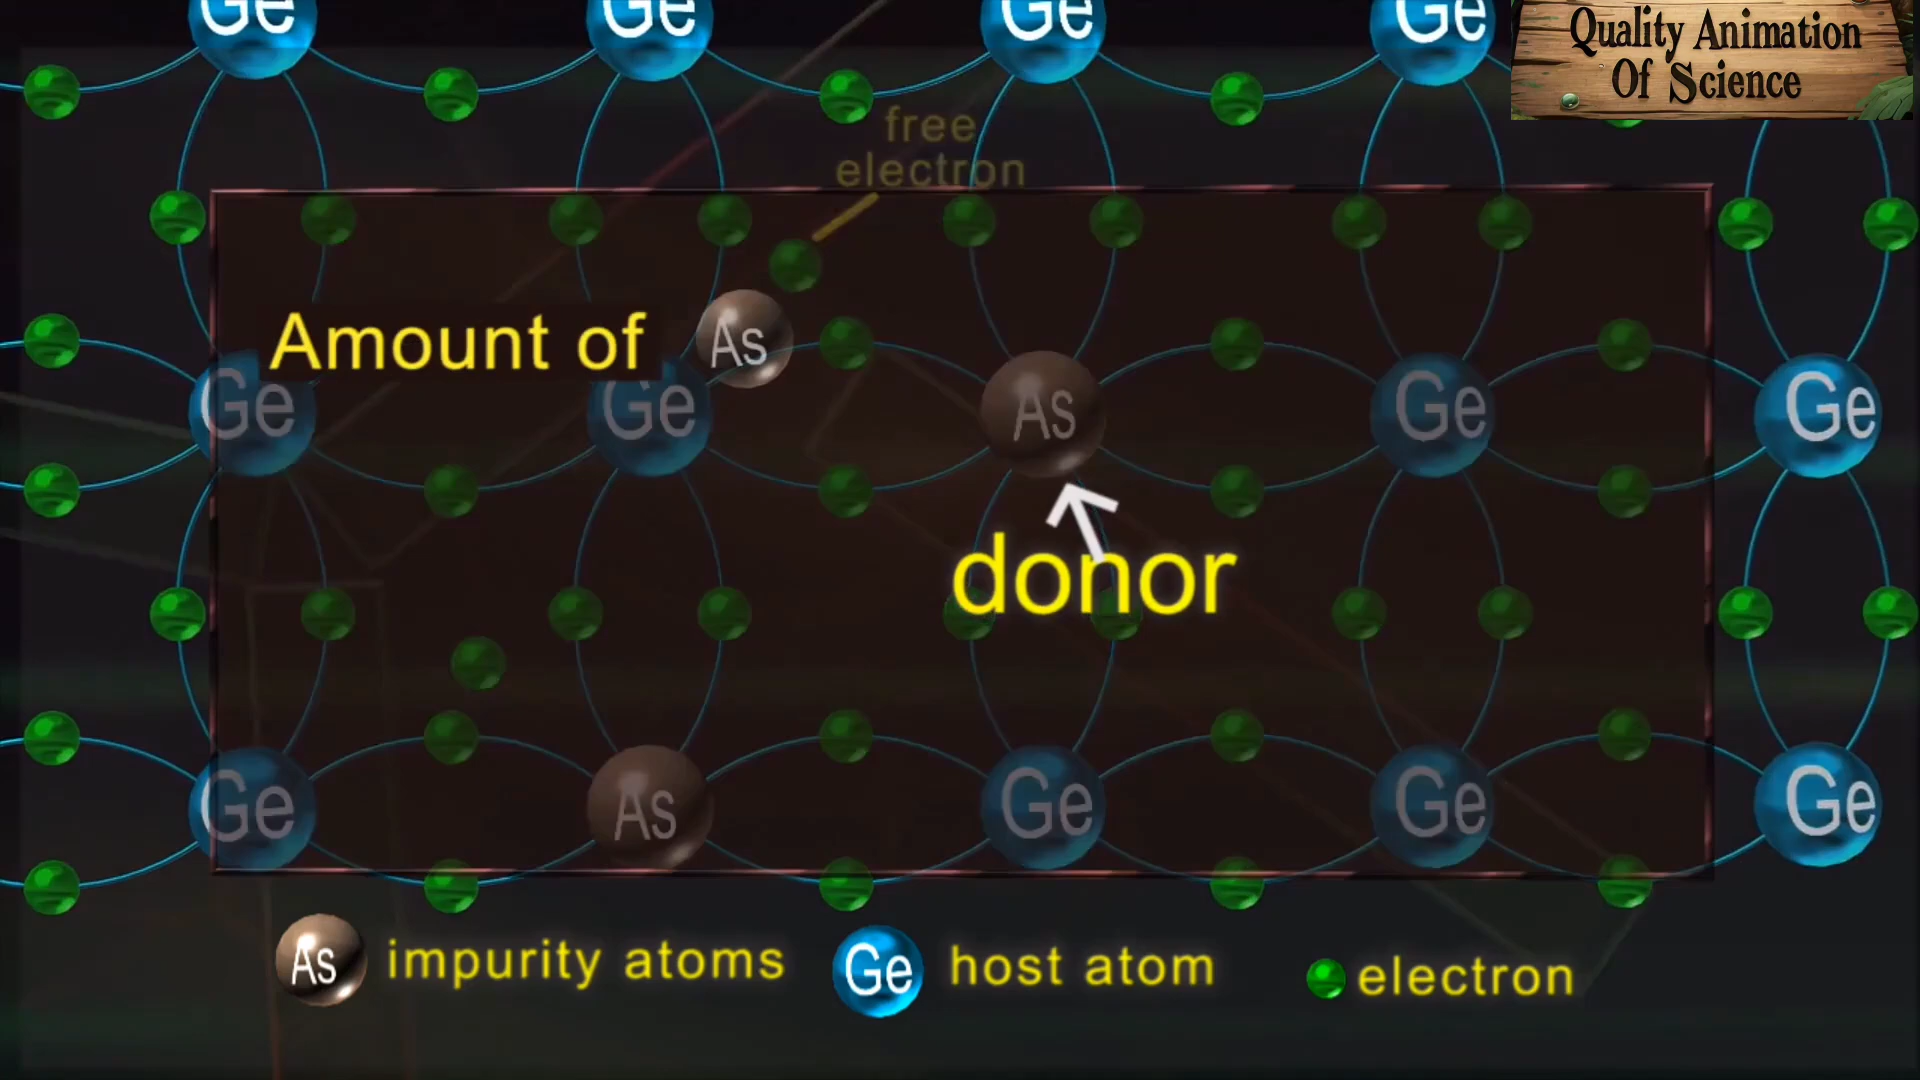 Ge Ge Ge Ge
Quality Animation
Of Science
free
electron
Amount of As
Ge Ge As Ge Ge
donor
Ge As Ge Ge Ge
As impurity atoms Ge host atom electron